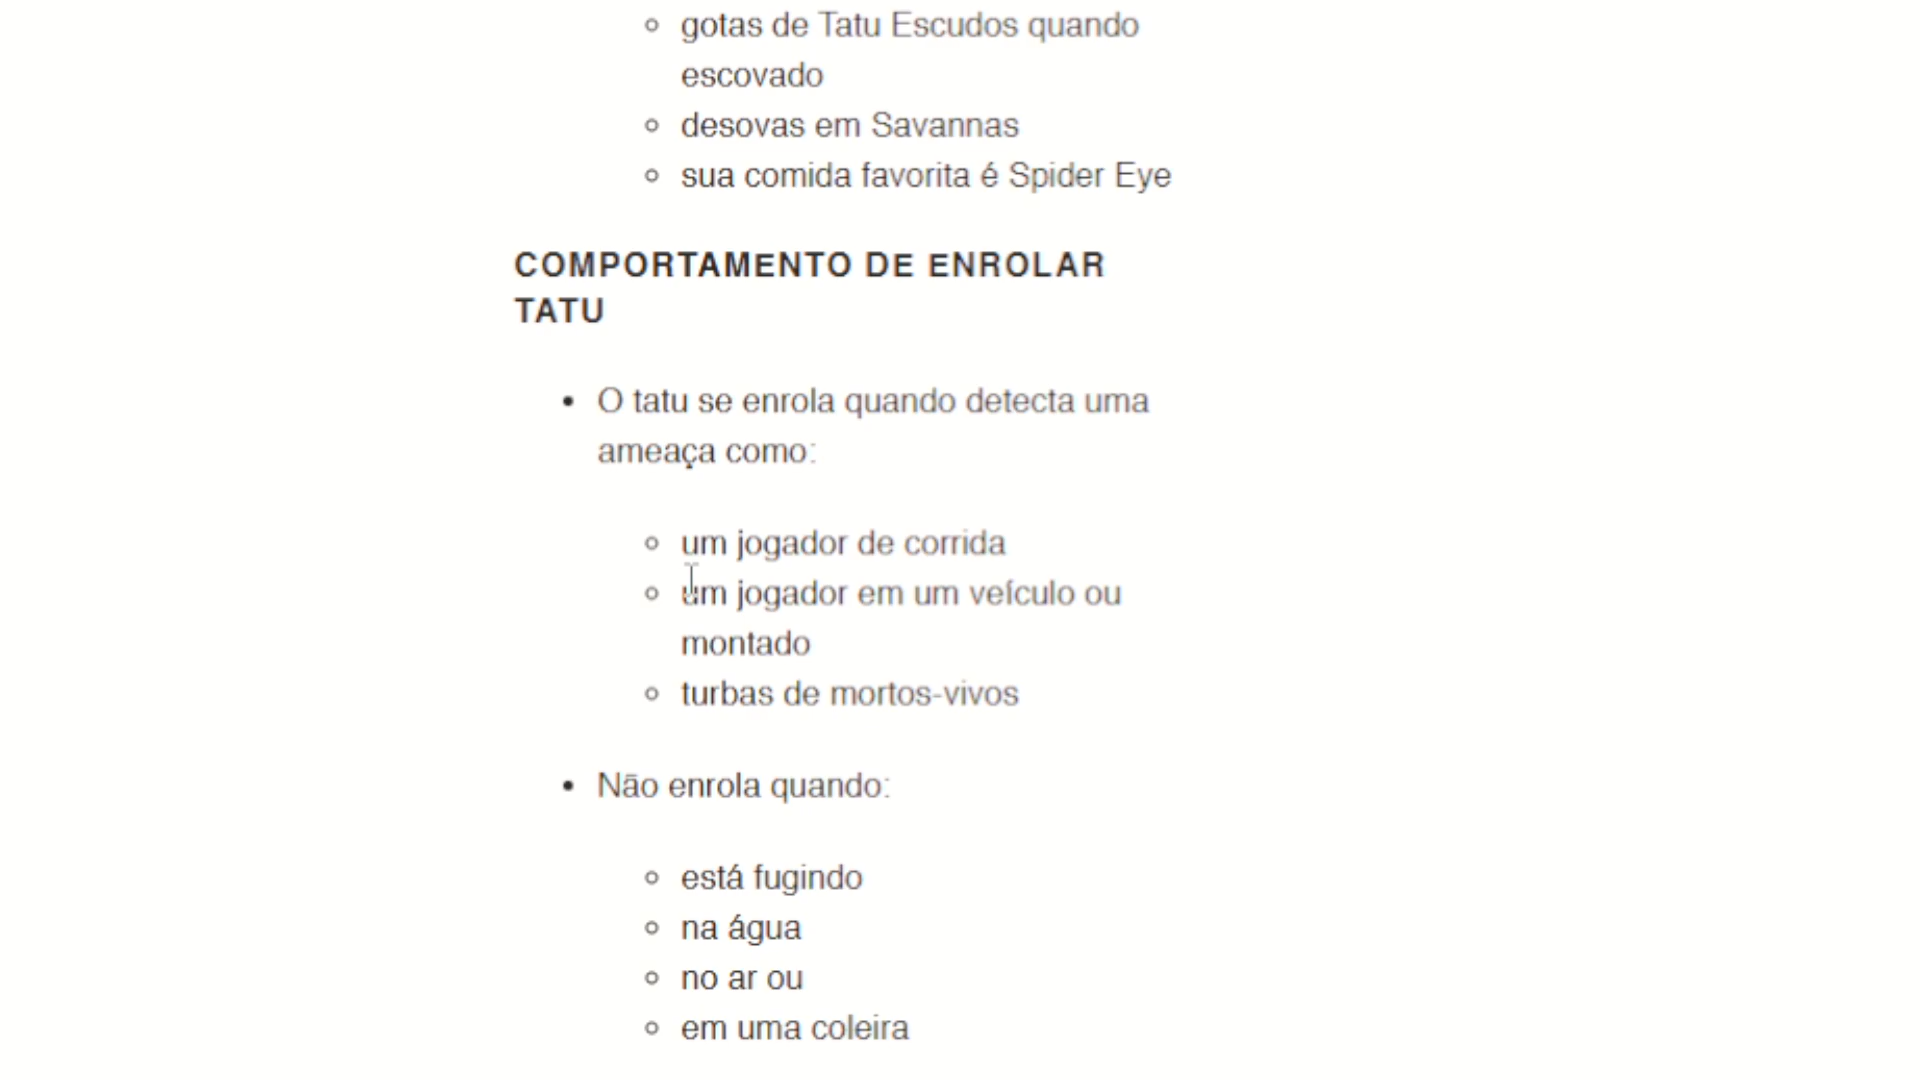 gotas de Tatu Escudos quando
escovado
desovas em Savannas
sua comida favorita é Spider Eye
COMPORTAMENTO DE ENROLAR
TATU
O tatu se enrola quando detecta uma
ameaça como:
um jogador de corrida
um jogador em um veículo ou
montado
turbas de mortos-vivos
Não enrola quando:
está fugindo
na água
no ar ou
em uma coleira